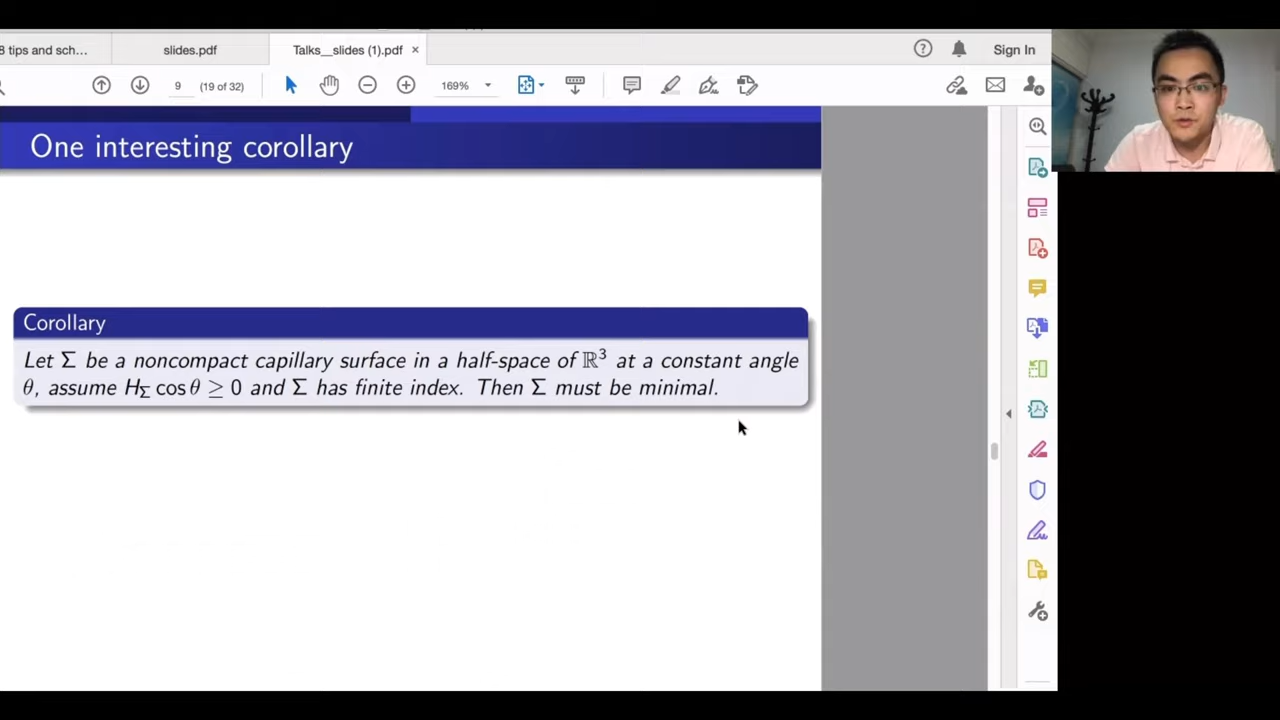 8 tips and sch...
slides.pdf
Talks__slides (1).pdf ×
Sign In
9 (19 of 32)
169%
One interesting corollary
Corollary
Let Σ be a noncompact capillary surface in a half-space of ℝ³ at a constant angle
θ, assume H_Σ cos θ ≥ 0 and Σ has finite index. Then Σ must be minimal.